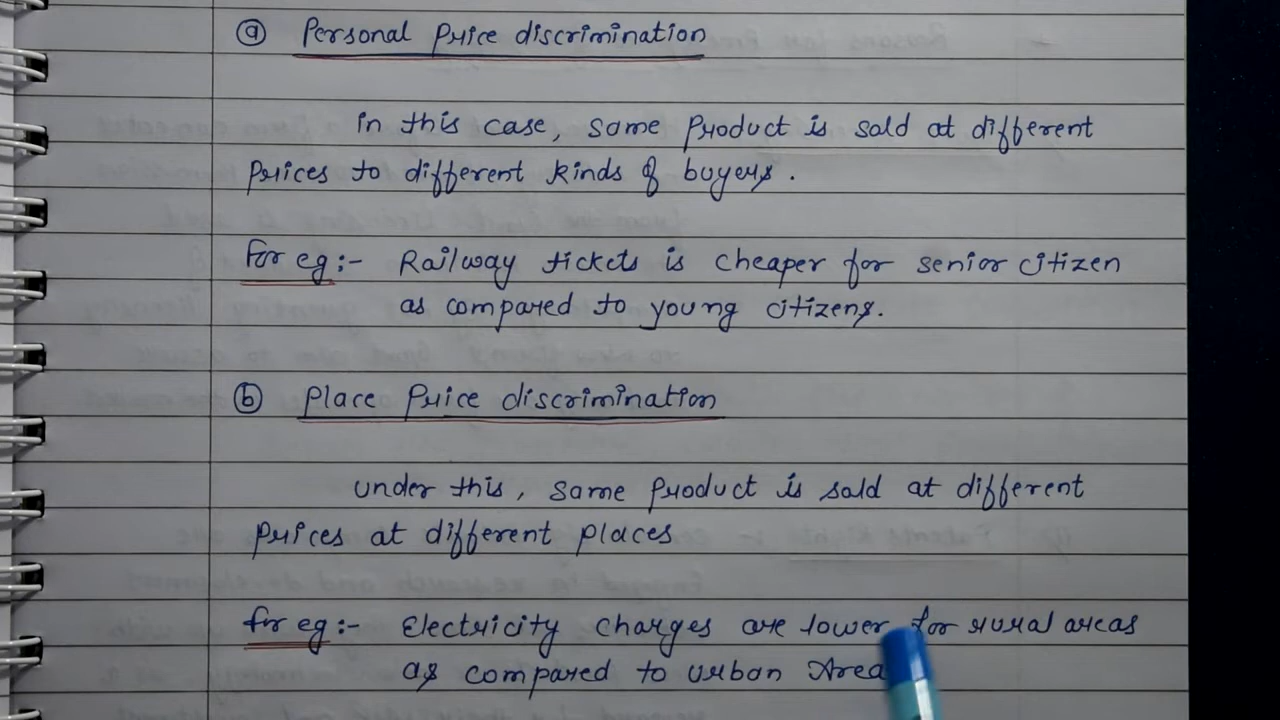 (a) Personal Price discrimination
In this case, same Product is sold at different
Prices to different kinds of buyers.
For eg:- Railway tickets is cheaper for senior citizen
as compared to young citizens.
(b) Place Price discrimination
Under this, same Product is sold at different
Prices at different places
for eg:- Electricity charges are lower for rural areas
as compared to urban Area